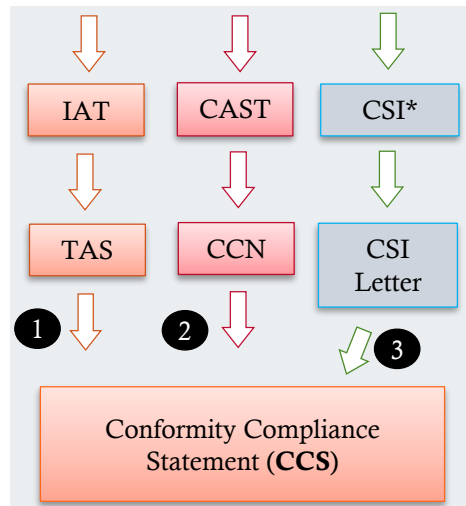 IAT
CAST
CSI*
TAS
CCN
CSI
Letter
1
2
3
Conformity Compliance
Statement (CCS)